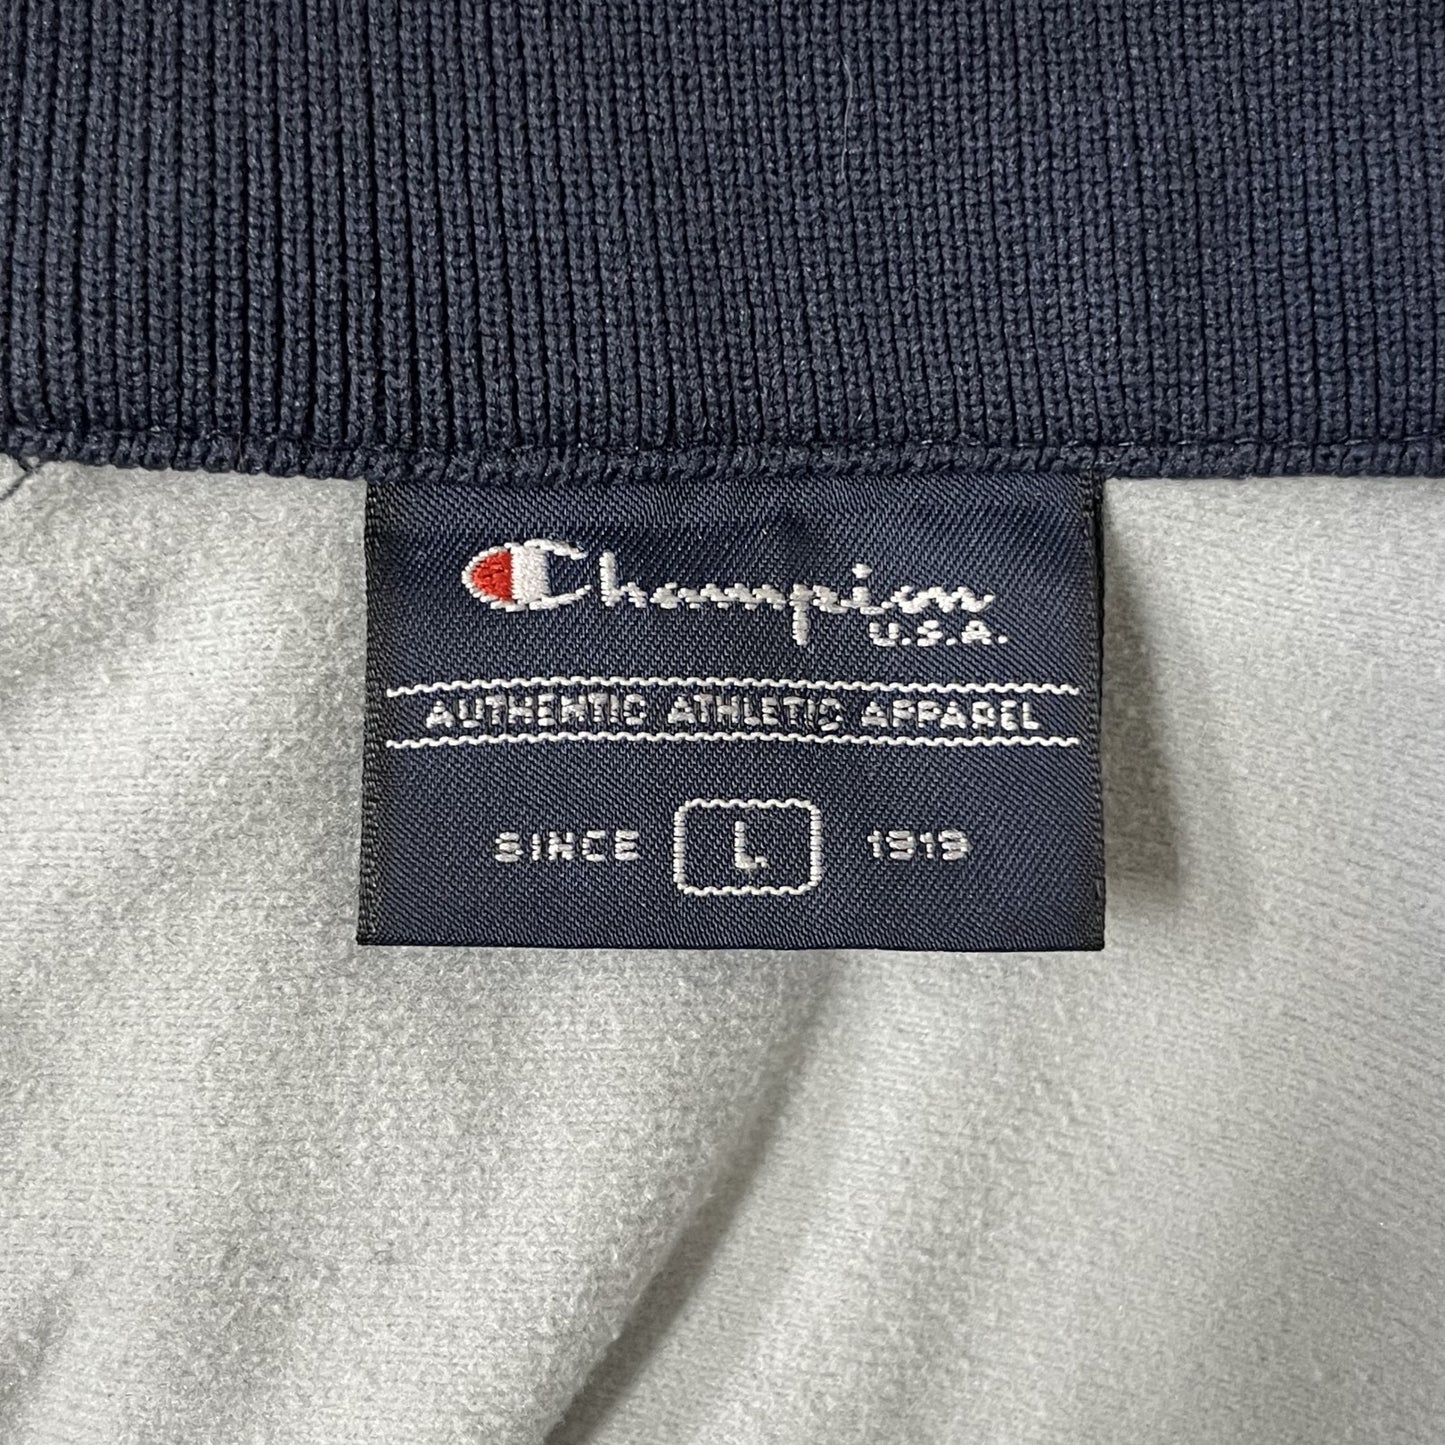 Champion
U.S.A.
AUTHENTIC ATHLETIC APPAREL
SINCE L 1919